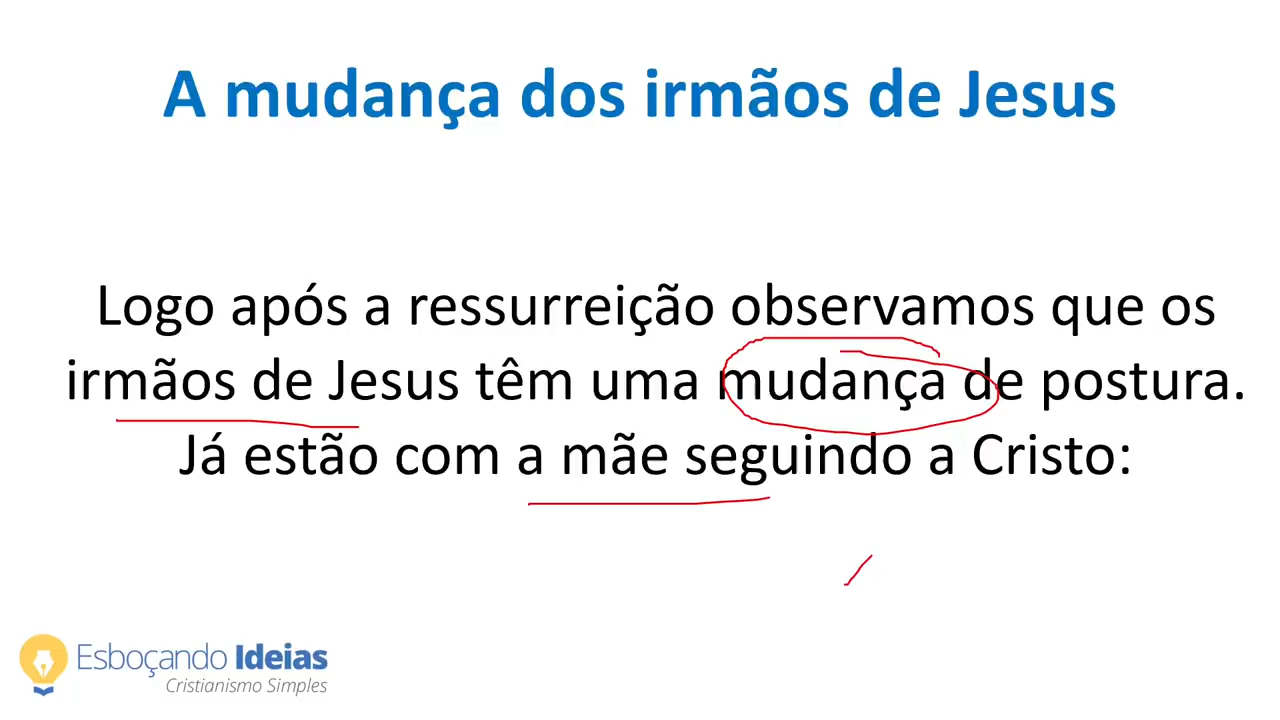 A mudança dos irmãos de Jesus
Logo após a ressurreição observamos que os
irmãos de Jesus têm uma mudança de postura.
Já estão com a mãe seguindo a Cristo:
Esboçando Ideias
Cristianismo Simples